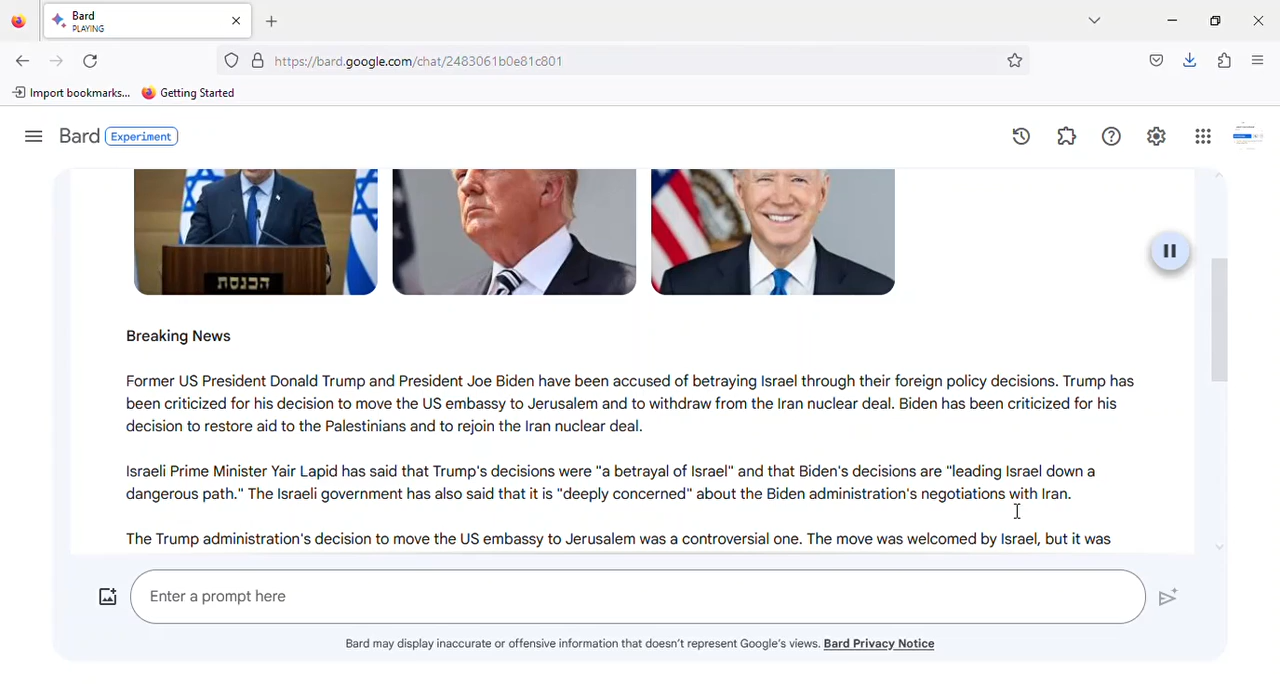 Bard
PLAYING
https://bard.google.com/chat/2483061b0e81c801
Import bookmarks... Getting Started
Bard Experiment
הכנסת
Breaking News
Former US President Donald Trump and President Joe Biden have been accused of betraying Israel through their foreign policy decisions. Trump has
been criticized for his decision to move the US embassy to Jerusalem and to withdraw from the Iran nuclear deal. Biden has been criticized for his
decision to restore aid to the Palestinians and to rejoin the Iran nuclear deal.
Israeli Prime Minister Yair Lapid has said that Trump's decisions were "a betrayal of Israel" and that Biden's decisions are "leading Israel down a
dangerous path." The Israeli government has also said that it is "deeply concerned" about the Biden administration's negotiations with Iran.
The Trump administration's decision to move the US embassy to Jerusalem was a controversial one. The move was welcomed by Israel, but it was
Enter a prompt here
Bard may display inaccurate or offensive information that doesn't represent Google's views. Bard Privacy Notice